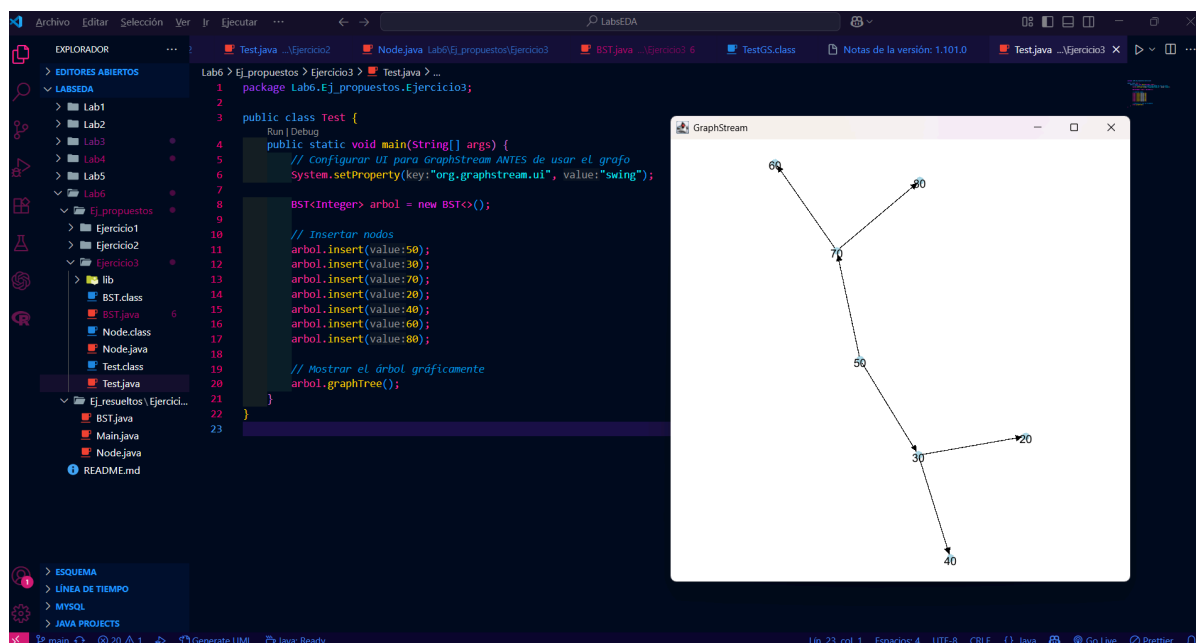 Archivo Editar Selección Ver Ir Ejecutar ··· LabsEDA
EXPLORADOR ···
Test.java ...\Ejercicio2 Node.java Lab6\Ej_propuestos\Ejercicio3 BST.java ...\Ejercicio3 6 TestGS.class Notas de la versión: 1.101.0 Test.java ...\Ejercicio3
EDITORES ABIERTOS
LABSEDA
Lab1
Lab2
Lab3
Lab4
Lab5
Lab6
Ej_propuestos
Ejercicio1
Ejercicio2
Ejercicio3
lib
BST.class
BST.java 6
Node.class
Node.java
Test.class
Test.java
Ej_resueltos \ Ejercici...
BST.java
Main.java
Node.java
README.md
ESQUEMA
LÍNEA DE TIEMPO
MYSQL
JAVA PROJECTS
Lab6 > Ej_propuestos > Ejercicio3 > Test.java > ...
1 package Lab6.Ej_propuestos.Ejercicio3;
2
3 public class Test {
Run | Debug
4 public static void main(String[] args) {
5 // Configurar UI para GraphStream ANTES de usar el grafo
6 System.setProperty(key:"org.graphstream.ui", value:"swing");
7
8 BST<Integer> arbol = new BST<>();
9
10 // Insertar nodos
11 arbol.insert(value:50);
12 arbol.insert(value:30);
13 arbol.insert(value:70);
14 arbol.insert(value:20);
15 arbol.insert(value:40);
16 arbol.insert(value:60);
17 arbol.insert(value:80);
18
19 // Mostrar el árbol gráficamente
20 arbol.graphTree();
21 }
22 }
23
GraphStream
60
80
70
50
20
30
40
1
main 20 1 Generate UML Java: Ready Lín. 23, col. 1 Espacios: 4 UTF-8 CRLF {} Java Go Live Prettier